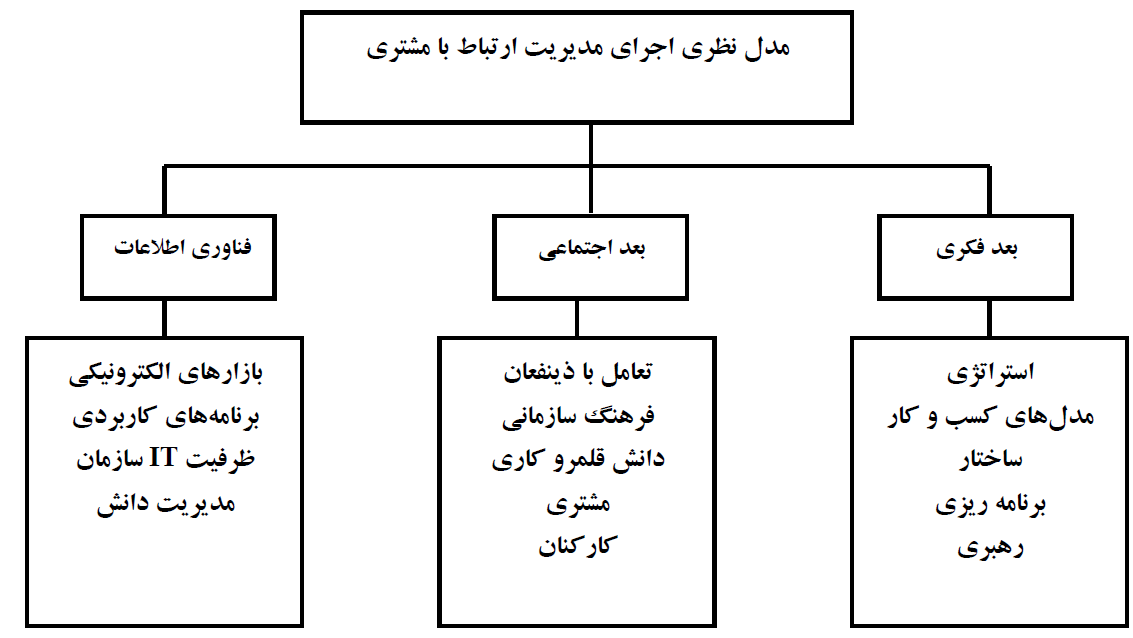 مدل نظری اجرای مدیریت ارتباط با مشتری
بعد فکری
بعد اجتماعی
فناوری اطلاعات
استراتژی
مدل‌های کسب و کار
ساختار
برنامه ریزی
رهبری
تعامل با ذینفعان
فرهنگ سازمانی
دانش قلمرو کاری
مشتری
کارکنان
بازارهای الکترونیکی
برنامه‌های کاربردی
ظرفیت IT سازمان
مدیریت دانش